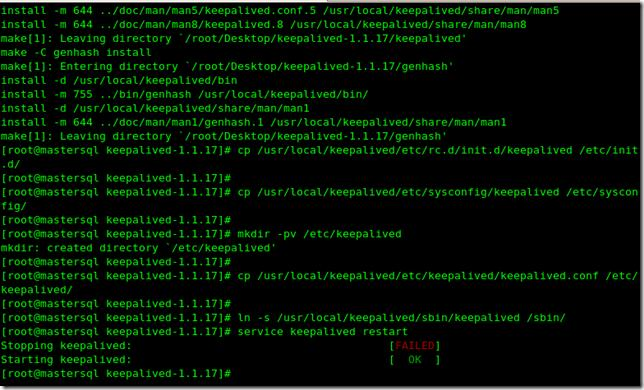 install -m 644 ../doc/man/man5/keepalived.conf.5 /usr/local/keepalived/share/man/man5
install -m 644 ../doc/man/man8/keepalived.8 /usr/local/keepalived/share/man/man8
make[1]: Leaving directory `/root/Desktop/keepalived-1.1.17/keepalived'
make -C genhash install
make[1]: Entering directory `/root/Desktop/keepalived-1.1.17/genhash'
install -d /usr/local/keepalived/bin
install -m 755 ../bin/genhash /usr/local/keepalived/bin/
install -d /usr/local/keepalived/share/man/man1
install -m 644 ../doc/man/man1/genhash.1 /usr/local/keepalived/share/man/man1
make[1]: Leaving directory `/root/Desktop/keepalived-1.1.17/genhash'
[root@mastersql keepalived-1.1.17]# cp /usr/local/keepalived/etc/rc.d/init.d/keepalived /etc/init
.d/
[root@mastersql keepalived-1.1.17]#
[root@mastersql keepalived-1.1.17]# cp /usr/local/keepalived/etc/sysconfig/keepalived /etc/syscon
fig/
[root@mastersql keepalived-1.1.17]#
[root@mastersql keepalived-1.1.17]# mkdir -pv /etc/keepalived
mkdir: created directory `/etc/keepalived'
[root@mastersql keepalived-1.1.17]#
[root@mastersql keepalived-1.1.17]# cp /usr/local/keepalived/etc/keepalived/keepalived.conf /etc/
keepalived/
[root@mastersql keepalived-1.1.17]#
[root@mastersql keepalived-1.1.17]# ln -s /usr/local/keepalived/sbin/keepalived /sbin/
[root@mastersql keepalived-1.1.17]# service keepalived restart
Stopping keepalived: [FAILED]
Starting keepalived: [ OK ]
[root@mastersql keepalived-1.1.17]#